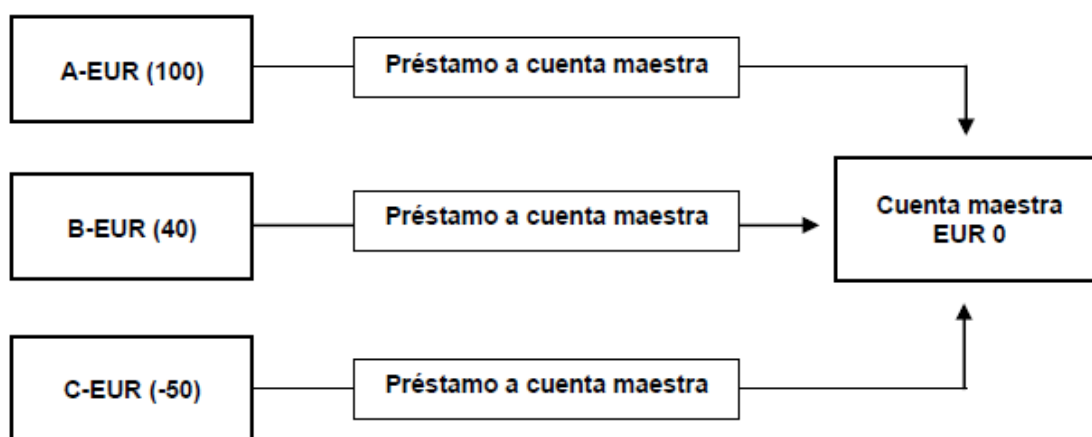 A-EUR (100)
Préstamo a cuenta maestra
B-EUR (40)
Préstamo a cuenta maestra
Cuenta maestra
EUR 0
C-EUR (-50)
Préstamo a cuenta maestra